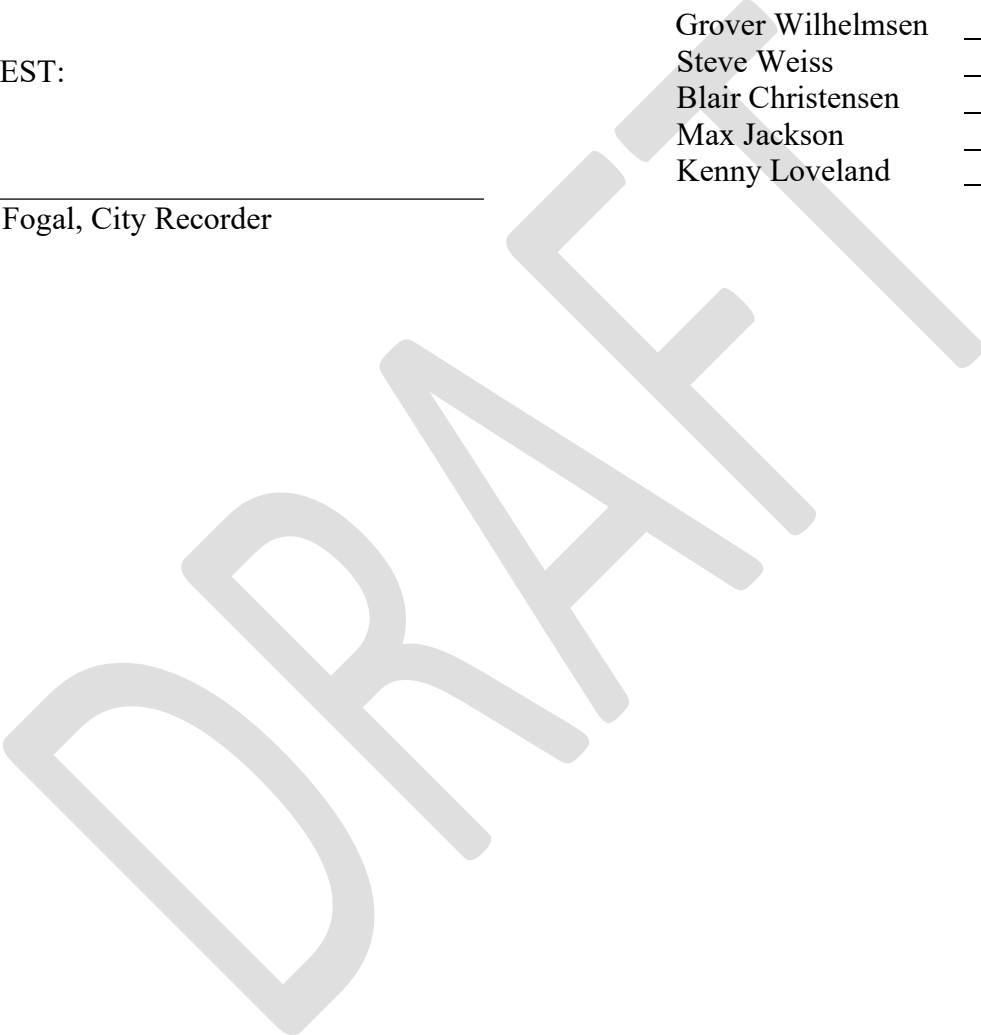 Grover Wilhelmsen
EST:
Steve Weiss
Blair Christensen
Max Jackson
Kenny Loveland
Fogal, City Recorder
DRAFT